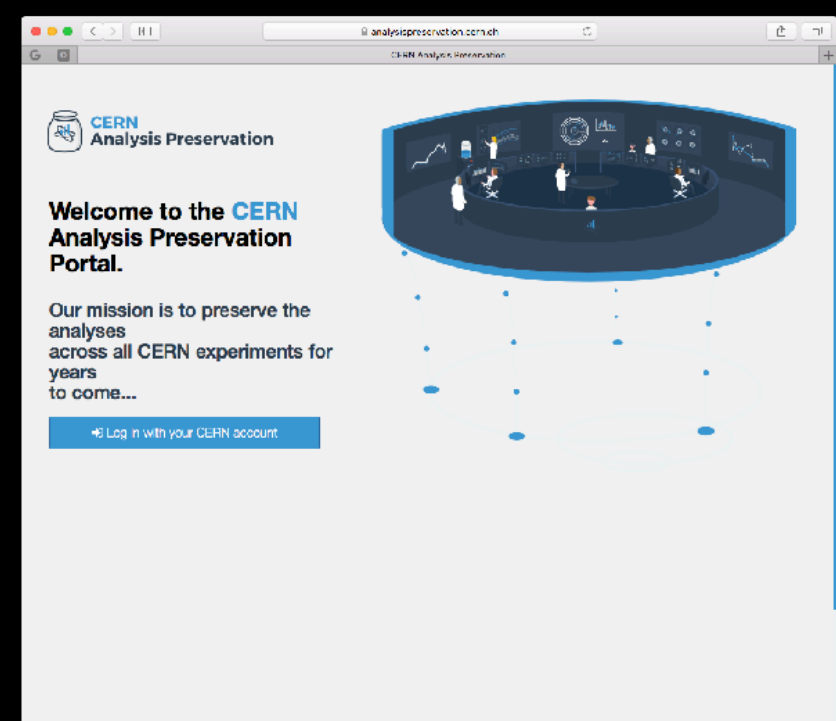 analysispreservation.cern.ch
G
CERN Analysis Preservation
CERN
Analysis Preservation
Welcome to the CERN
Analysis Preservation
Portal.
Our mission is to preserve the
analyses
across all CERN experiments for
years
to come...
Log in with your CERN account